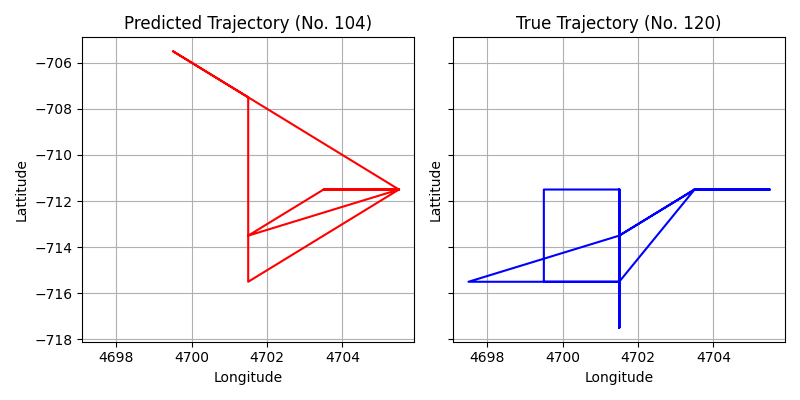 Predicted Trajectory (No. 104)
True Trajectory (No. 120)
−706
−708
−710
−712
−714
−716
−718
Lattitude
Lattitude
4698 4700 4702 4704
4698 4700 4702 4704
Longitude
Longitude